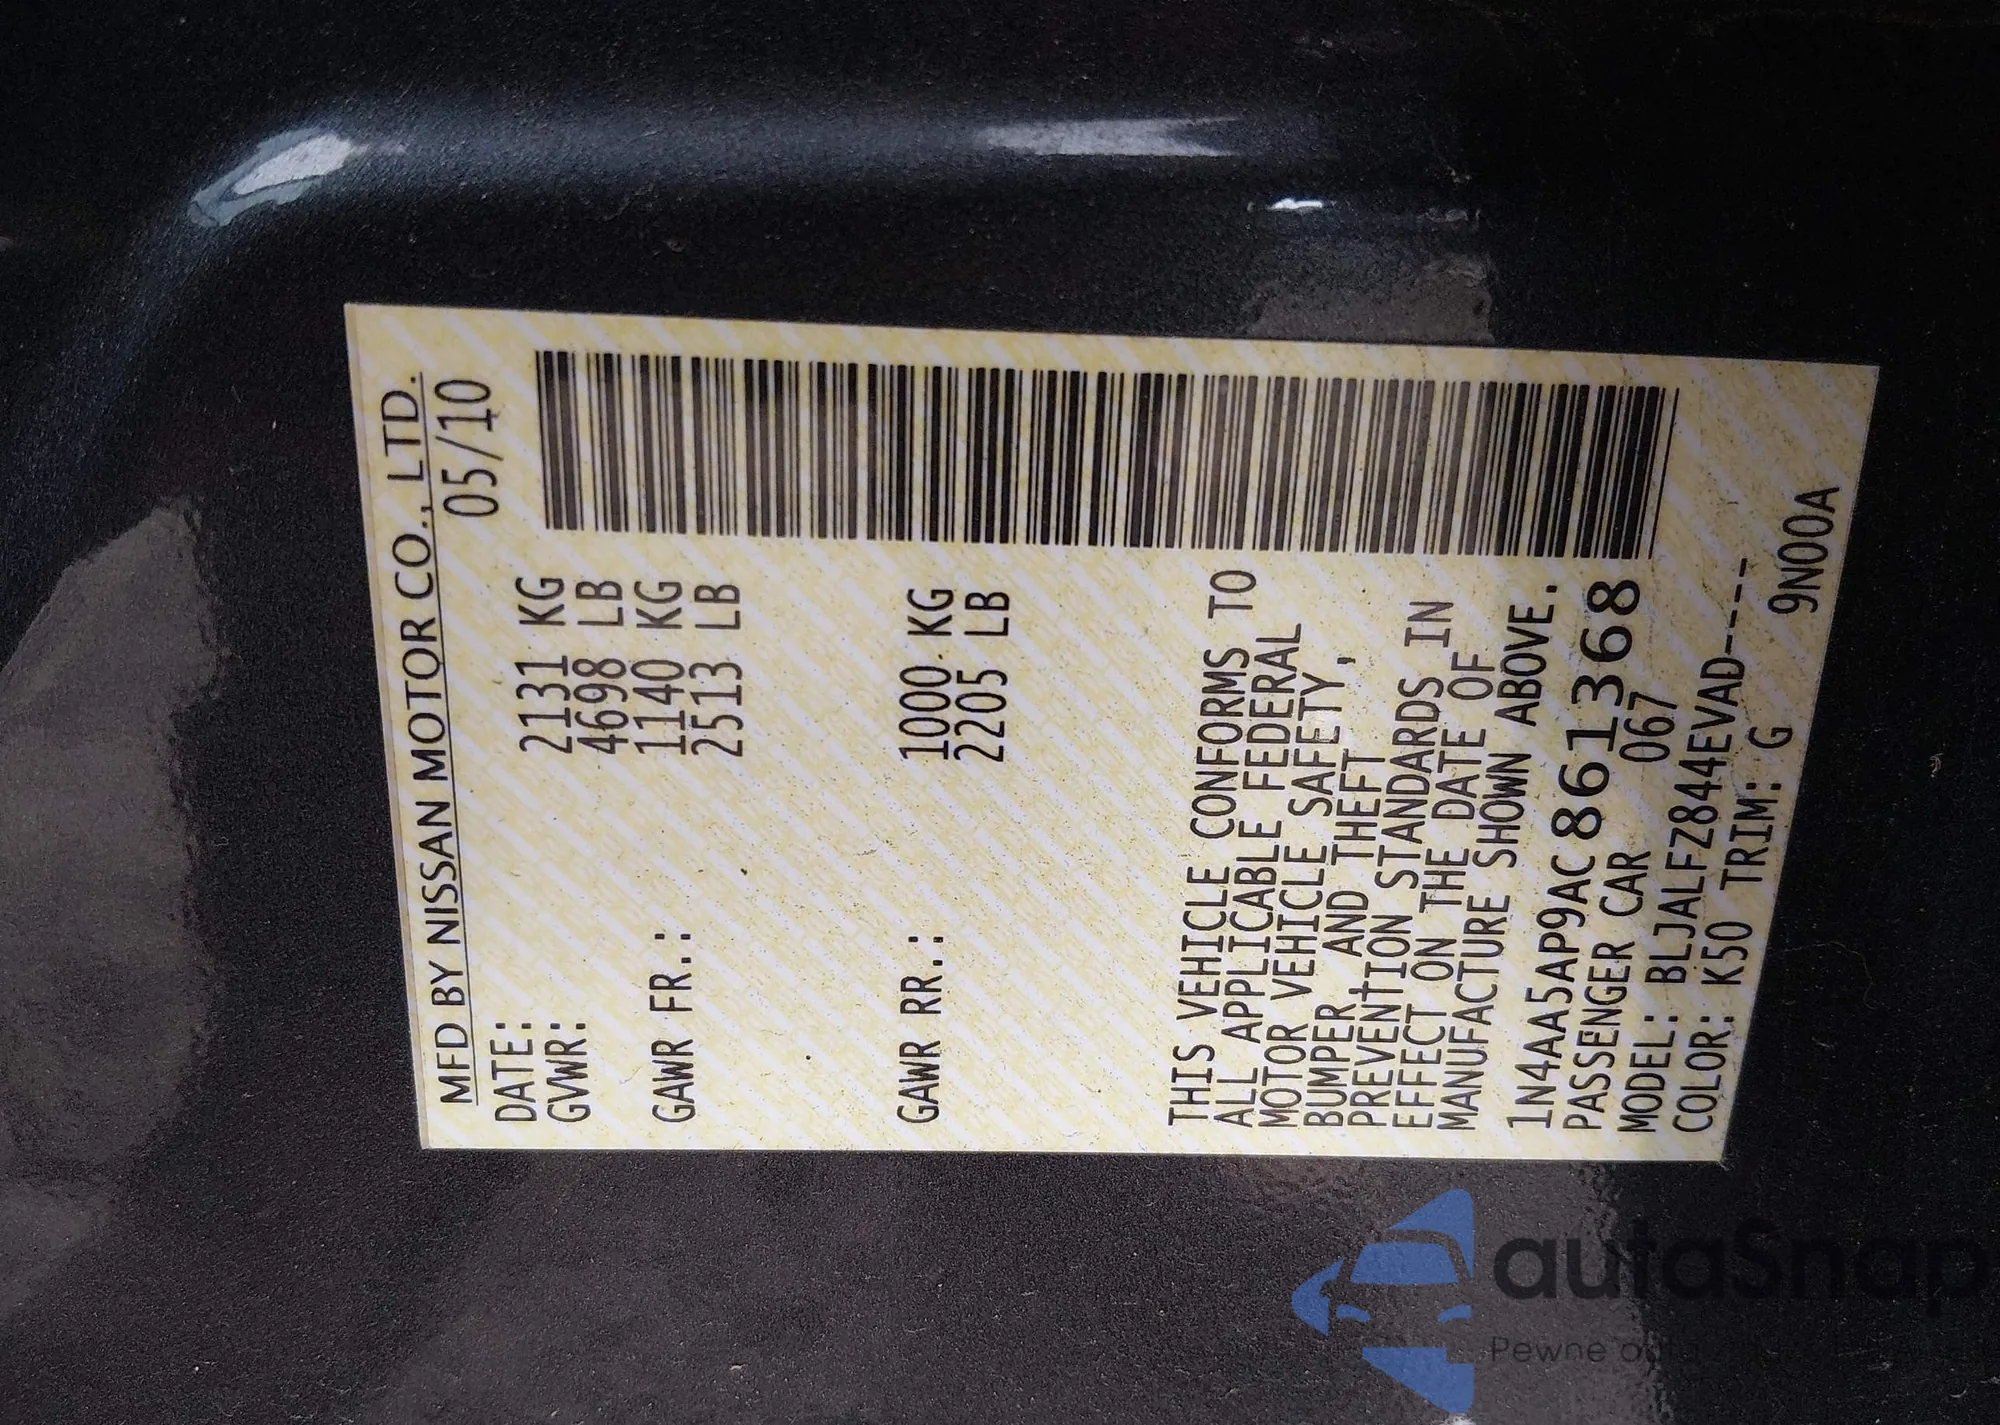 MFD BY NISSAN MOTOR CO., LTD.
DATE: 05/10
GVWR: 2131 KG
4698 LB
GAWR FR.: 1140 KG
2513 LB
GAWR RR.: 1000 KG
2205 LB
THIS VEHICLE CONFORMS TO
ALL APPLICABLE FEDERAL
MOTOR VEHICLE SAFETY,
BUMPER AND THEFT
PREVENTION STANDARDS IN
EFFECT ON THE DATE OF
MANUFACTURE SHOWN ABOVE.
1N4AA5AP9AC861368
PASSENGER CAR 067
MODEL: BLJALFZ844EVAD----
COLOR: K50 TRIM: G 9N00A
autaSnap
Pewne